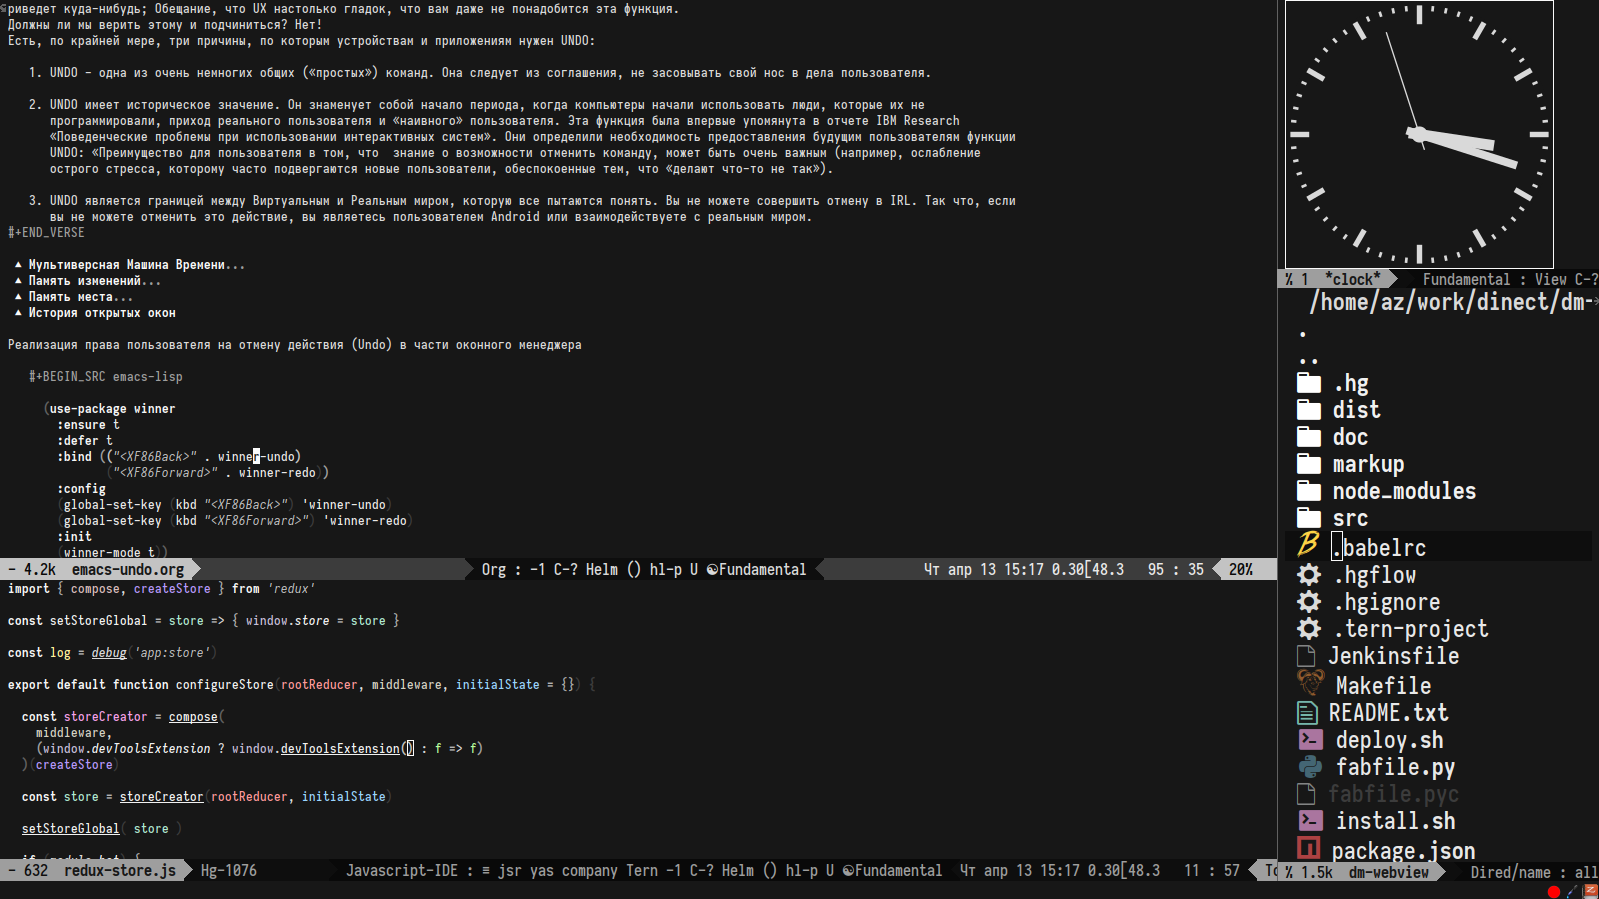 риведет куда-нибудь; Обещание, что UX настолько гладок, что вам даже не понадобится эта функция.
Должны ли мы верить этому и подчиниться? Нет!
Есть, по крайней мере, три причины, по которым устройствам и приложениям нужен UNDO:
1. UNDO - одна из очень немногих общих («простых») команд. Она следует из соглашения, не засовывать свой нос в дела пользователя.
2. UNDO имеет историческое значение. Он знаменует собой начало периода, когда компьютеры начали использовать люди, которые их не
программировали, приход реального пользователя и «наивного» пользователя. Эта функция была впервые упомянута в отчете IBM Research
«Поведенческие проблемы при использовании интерактивных систем». Они определили необходимость предоставления будущим пользователям функции
UNDO: «Преимущество для пользователя в том, что  знание о возможности отменить команду, может быть очень важным (например, ослабление
острого стресса, которому часто подвергаются новые пользователи, обеспокоенные тем, что «делают что-то не так»).
3. UNDO является границей между Виртуальным и Реальным миром, которую все пытаются понять. Вы не можете совершить отмену в IRL. Так что, если
вы не можете отменить это действие, вы являетесь пользователем Android или взаимодействуете с реальным миром.
#+END_VERSE
▲ Мультиверсная Машина Времени...
▲ Память изменений...
▲ Память места...
▲ История открытых окон
Реализация права пользователя на отмену действия (Undo) в части оконного менеджера
#+BEGIN_SRC emacs-lisp
(use-package winner
:ensure t
:defer t
:bind (("<XF86Back>" . winner-undo)
("<XF86Forward>" . winner-redo))
:config
(global-set-key (kbd "<XF86Back>") 'winner-undo)
(global-set-key (kbd "<XF86Forward>") 'winner-redo)
:init
(winner-mode t))
- 4.2k emacs-undo.org Org : -1 C-? Helm () hl-p U ☯Fundamental Чт апр 13 15:17 0.30[48.3 95 : 35 20%
import { compose, createStore } from 'redux'
const setStoreGlobal = store => { window.store = store }
const log = debug('app:store')
export default function configureStore(rootReducer, middleware, initialState = {}) {
const storeCreator = compose(
middleware,
(window.devToolsExtension ? window.devToolsExtension() : f => f)
)(createStore)
const store = storeCreator(rootReducer, initialState)
setStoreGlobal( store )
if (module.hot) {
- 632 redux-store.js Hg-1076 Javascript-IDE : ≡ jsr yas company Tern -1 C-? Helm () hl-p U ☯Fundamental Чт апр 13 15:17 0.30[48.3 11 : 57 To
% 1 *clock* Fundamental : View C-?
/home/az/work/dinect/dm-
.
..
.hg
dist
doc
markup
node_modules
src
.babelrc
.hgflow
.hgignore
.tern-project
Jenkinsfile
Makefile
README.txt
deploy.sh
fabfile.py
fabfile.pyc
install.sh
package.json
% 1.5k dm-webview Dired/name : all